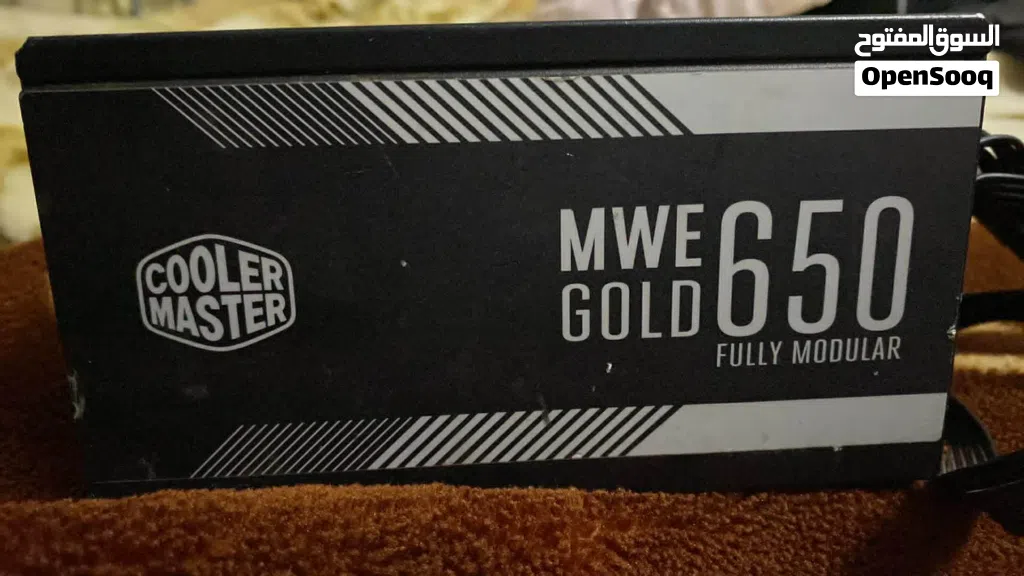 السوق المفتوح
OpenSooq
COOLER
MASTER
MWE
GOLD
650
FULLY MODULAR